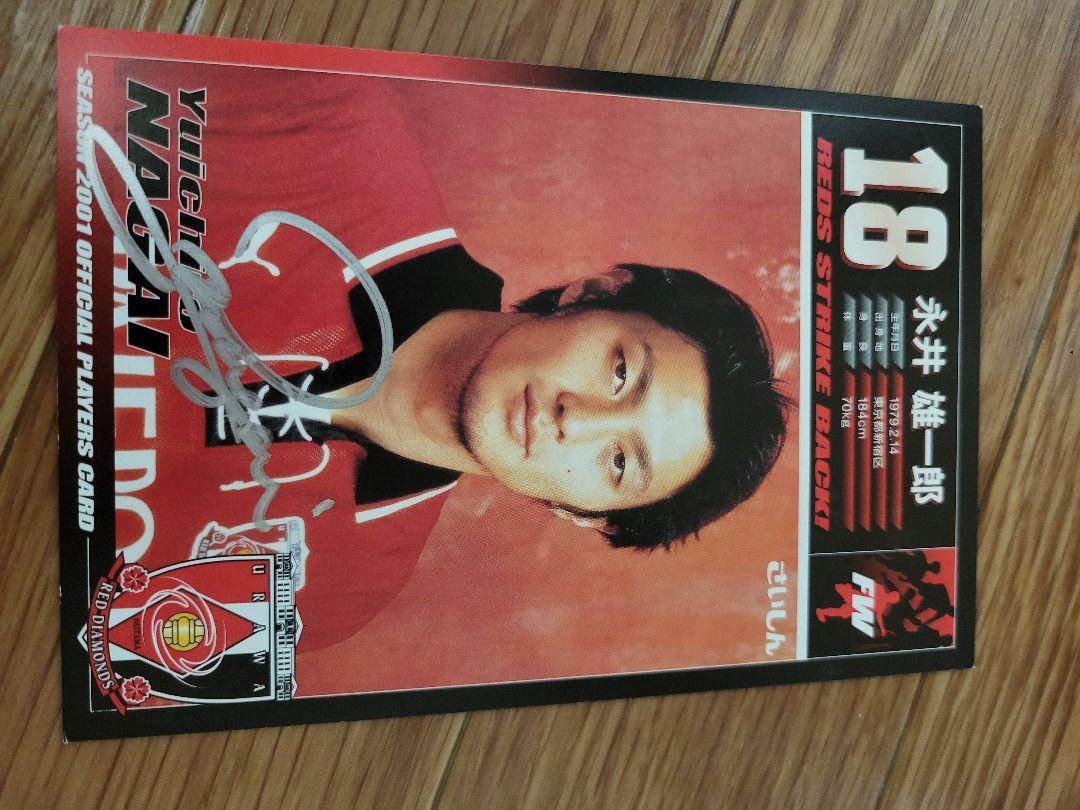 18
永井 雄一郎
REDS STRIKE BACK!
生年月日 1979.2.14
出身地 東京都新宿区
身長 184cm
体重 70kg
FW
さいしん
Yuichiro
NAGAI
SEASON 2001 OFFICIAL PLAYERS CARD
URAWA
SAITAMA
RED DIAMONDS